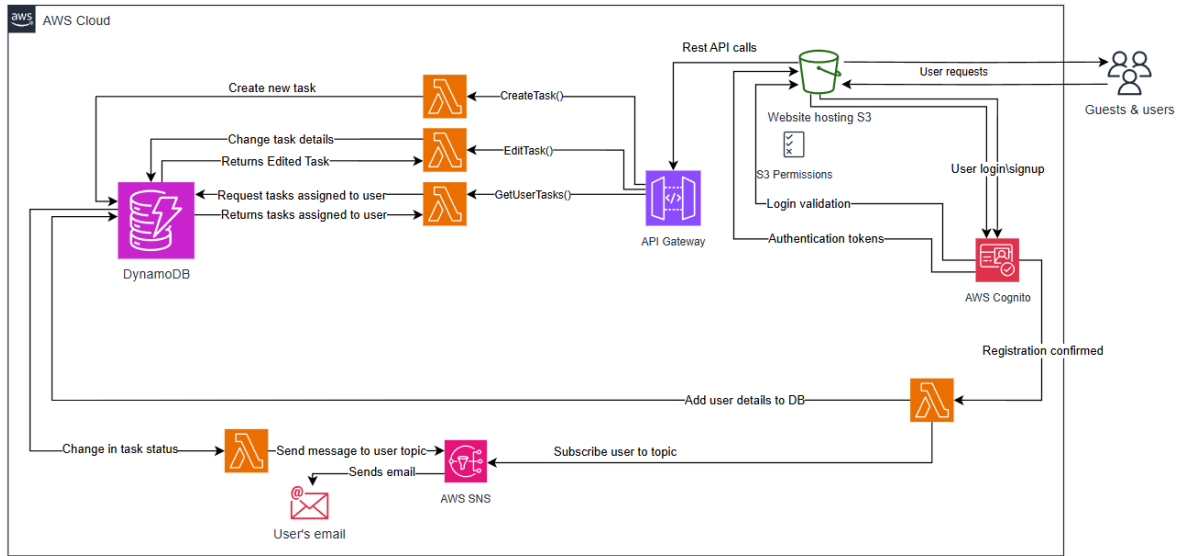 aws
AWS Cloud
Rest API calls
User requests
Guests & users
Create new task
CreateTask()
Website hosting S3
Change task details
EditTask()
Returns Edited Task
S3 Permissions
User login\signup
Request tasks assigned to user
GetUserTasks()
Login validation
Returns tasks assigned to user
API Gateway
Authentication tokens
DynamoDB
AWS Cognito
Registration confirmed
Add user details to DB
Change in task status
Send message to user topic
Subscribe user to topic
Sends email
AWS SNS
User's email